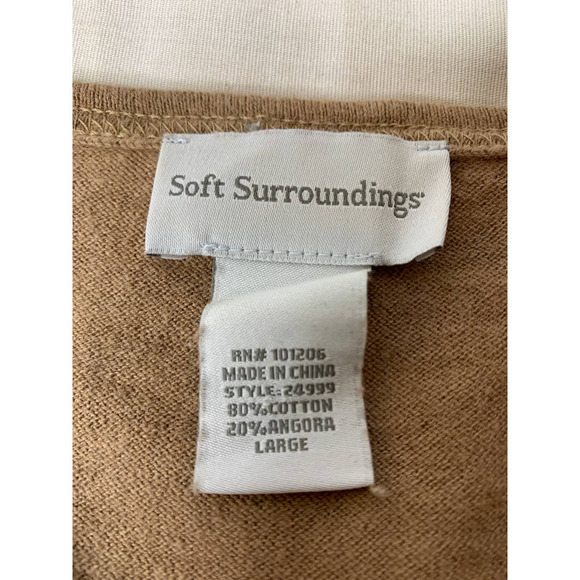 Soft Surroundings
RN# 101206
MADE IN CHINA
STYLE:24999
80%COTTON
20%ANGORA
LARGE